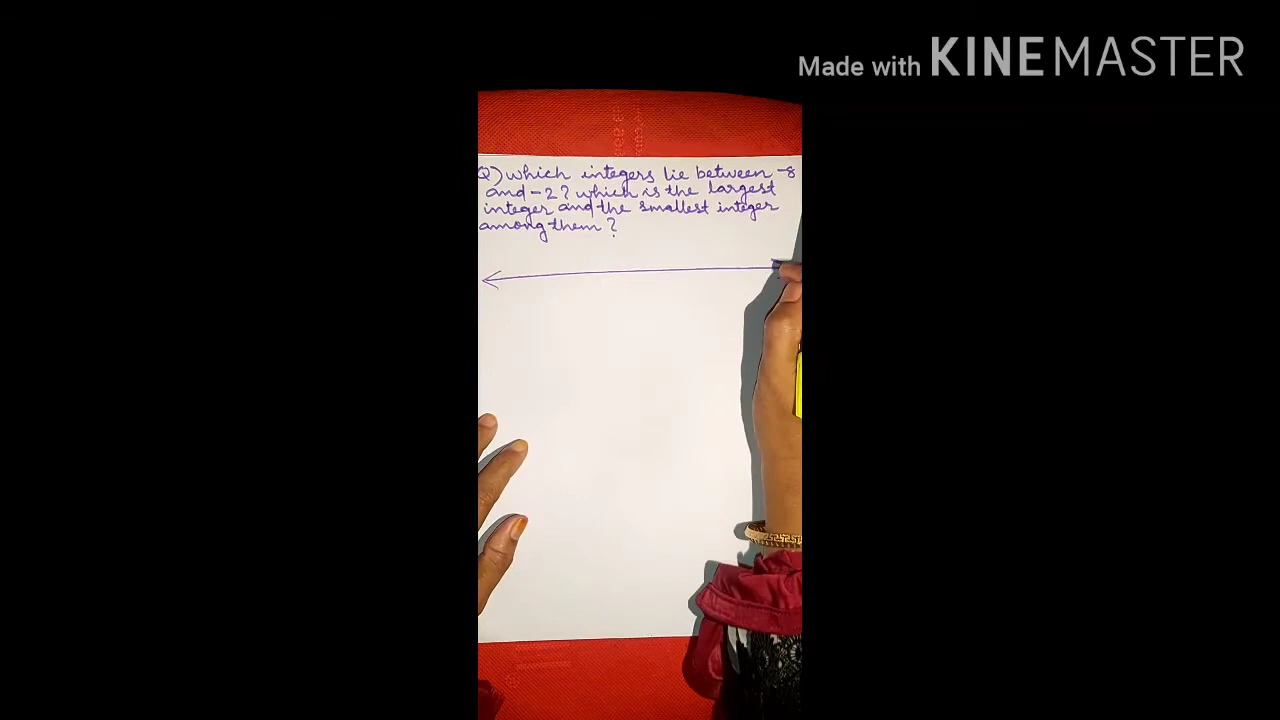 Made with KINEMASTER
Q) which integers lie between -8
and -2? which is the largest
integer and the smallest integer
among them?